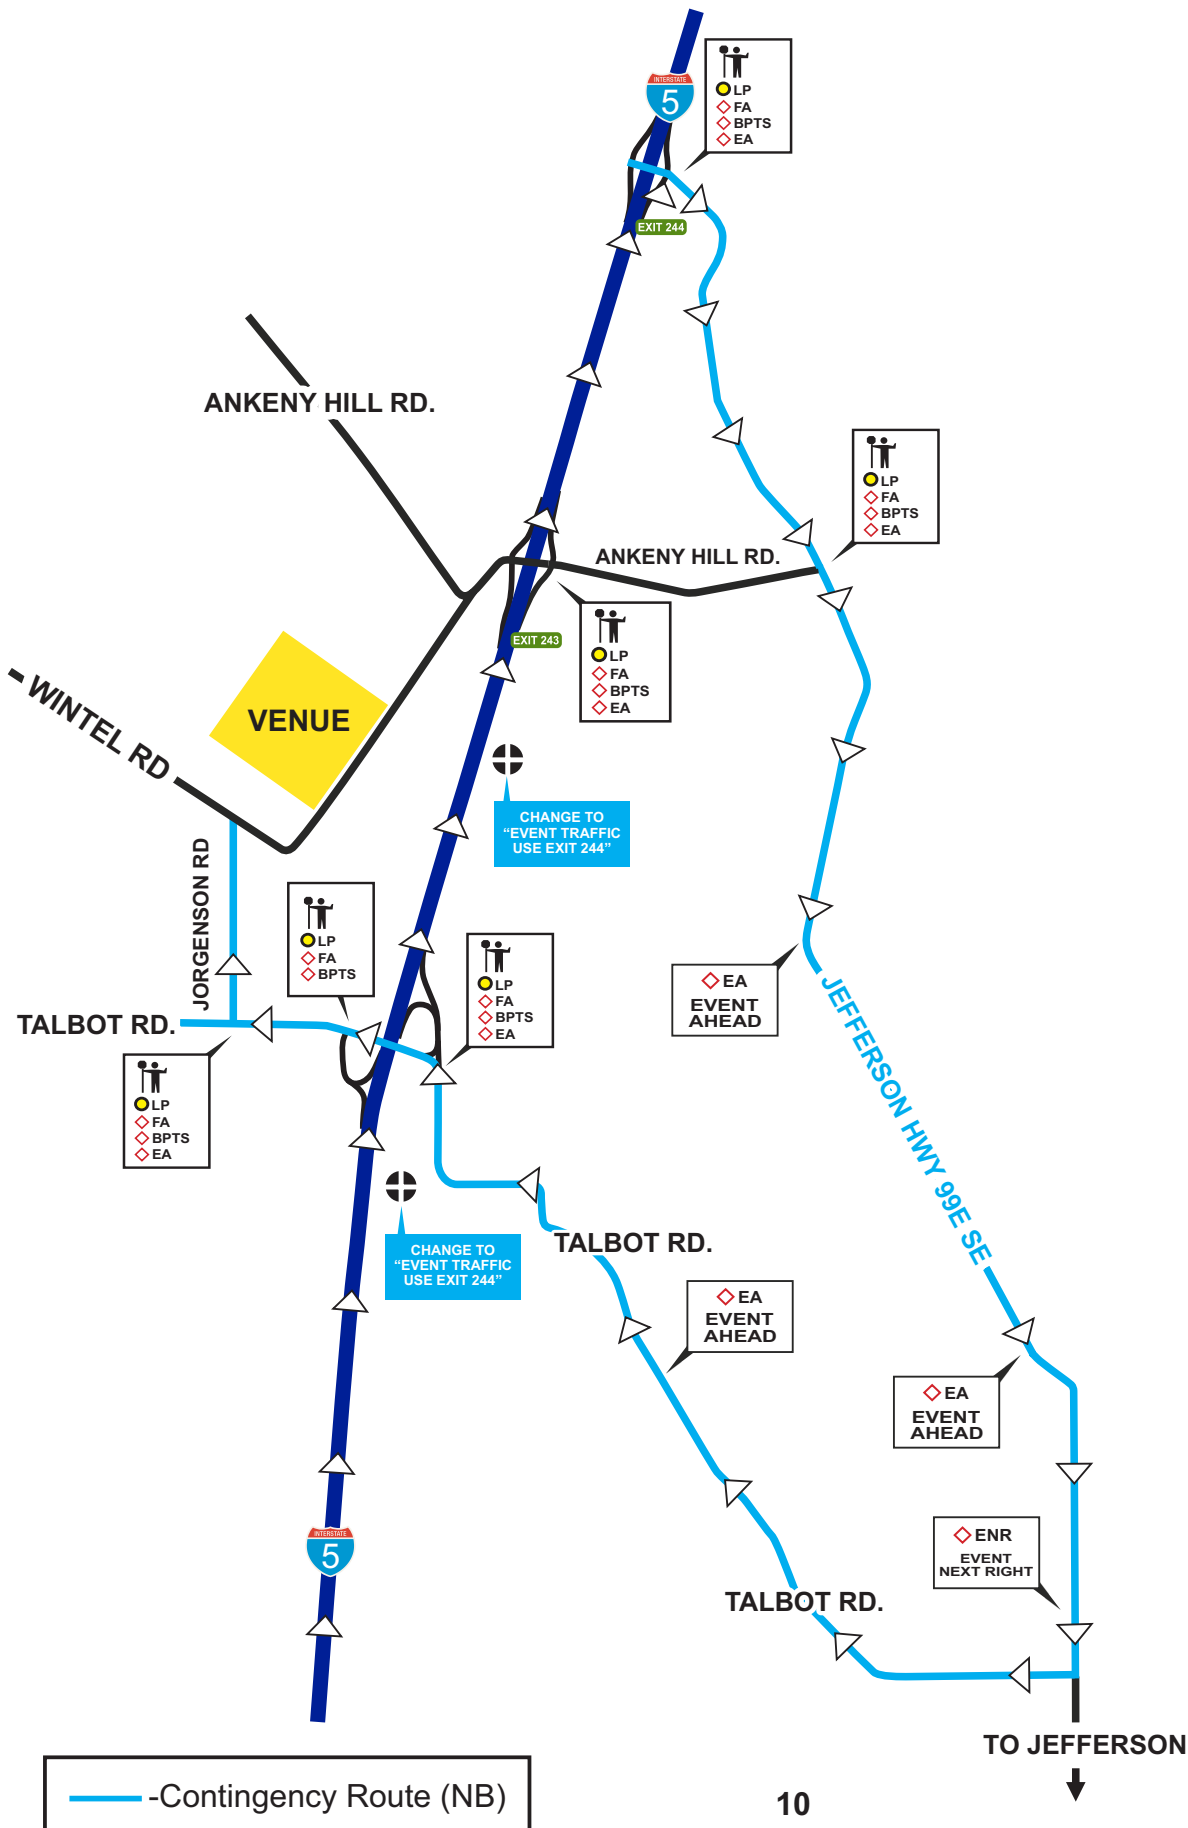 INTERSTATE
5
LP
FA
BPTS
EA
EXIT 244
ANKENY HILL RD.
LP
FA
BPTS
EA
ANKENY HILL RD.
EXIT 243
LP
FA
BPTS
EA
WINTEL RD
VENUE
CHANGE TO
“EVENT TRAFFIC
USE EXIT 244”
JORGENSON RD
LP
FA
BPTS
LP
FA
BPTS
EA
EA
EVENT
AHEAD
TALBOT RD.
LP
FA
BPTS
EA
JEFFERSON HWY 99E SE
CHANGE TO
“EVENT TRAFFIC
USE EXIT 244”
TALBOT RD.
EA
EVENT
AHEAD
EA
EVENT
AHEAD
INTERSTATE
5
ENR
EVENT
NEXT RIGHT
TALBOT RD.
TO JEFFERSON
-Contingency Route (NB)
10